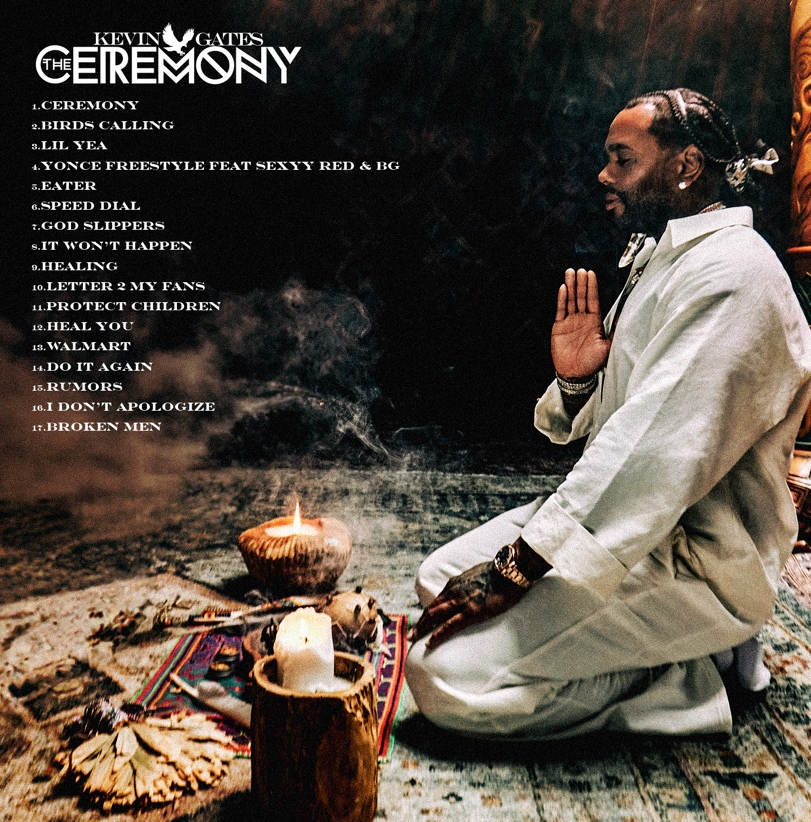 KEVIN GATES
THE CEREMONY
1.CEREMONY
2.BIRDS CALLING
3.LIL YEA
4.YONCE FREESTYLE FEAT SEXYY RED & BG
5.EATER
6.SPEED DIAL
7.GOD SLIPPERS
8.IT WON'T HAPPEN
9.HEALING
10.LETTER 2 MY FANS
11.PROTECT CHILDREN
12.HEAL YOU
13.WALMART
14.DO IT AGAIN
15.RUMORS
16.I DON'T APOLOGIZE
17.BROKEN MEN